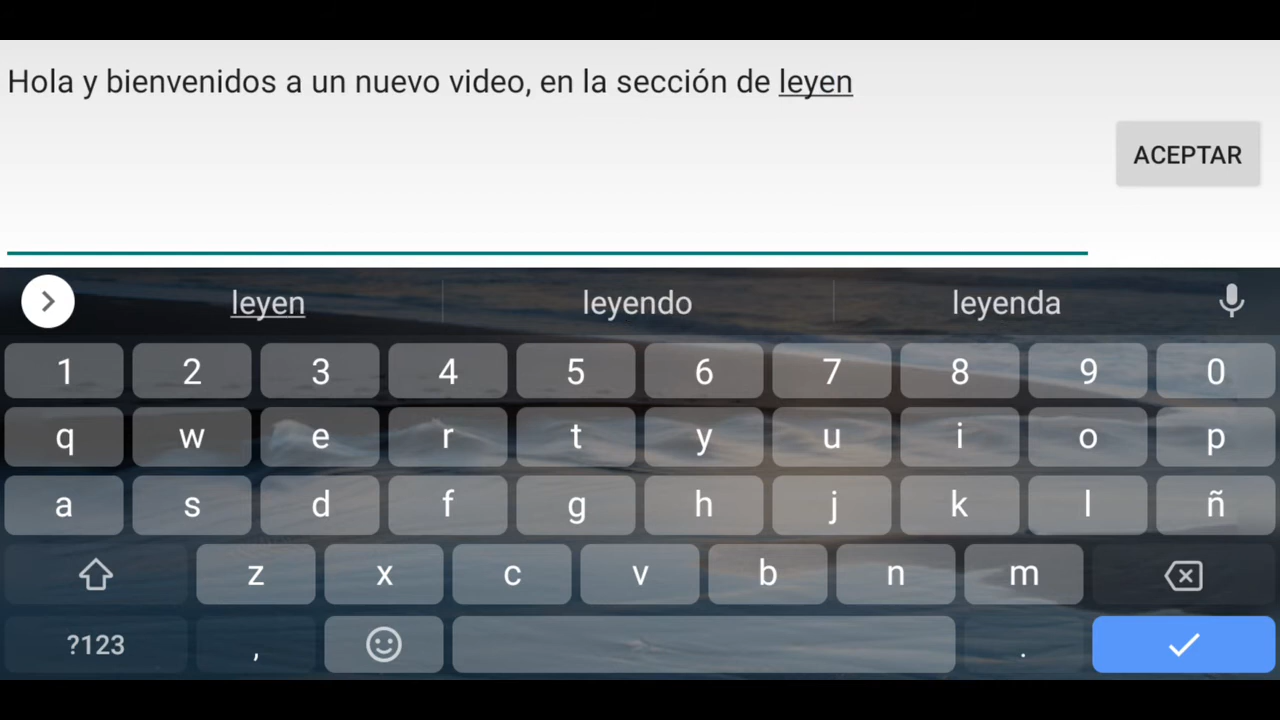 Hola y bienvenidos a un nuevo video, en la sección de leyen
ACEPTAR
leyen leyendo leyenda
1 2 3 4 5 6 7 8 9 0
q w e r t y u i o p
a s d f g h j k l ñ
z x c v b n m
?123 , .